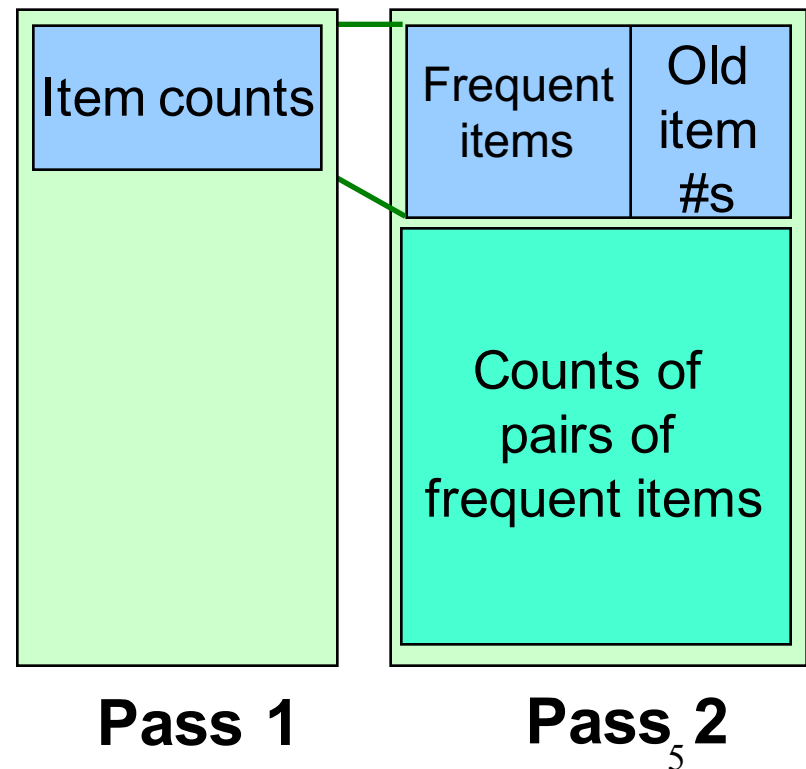 Item counts
Frequent
items
Old
item
#s
Counts of
pairs of
frequent items
Pass 1
Pass 2
5